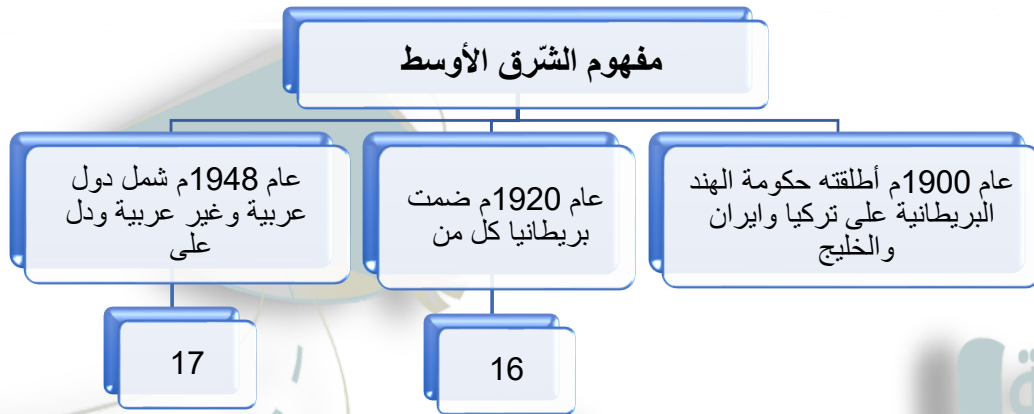 مفهوم الشّرق الأوسط
عام 1900م أطلقته حكومة الهند
البريطانية على تركيا وايران
والخليج
عام 1920م ضمت
بريطانيا كل من
16
عام 1948م شمل دول
عربية وغير عربية ودل
على
17